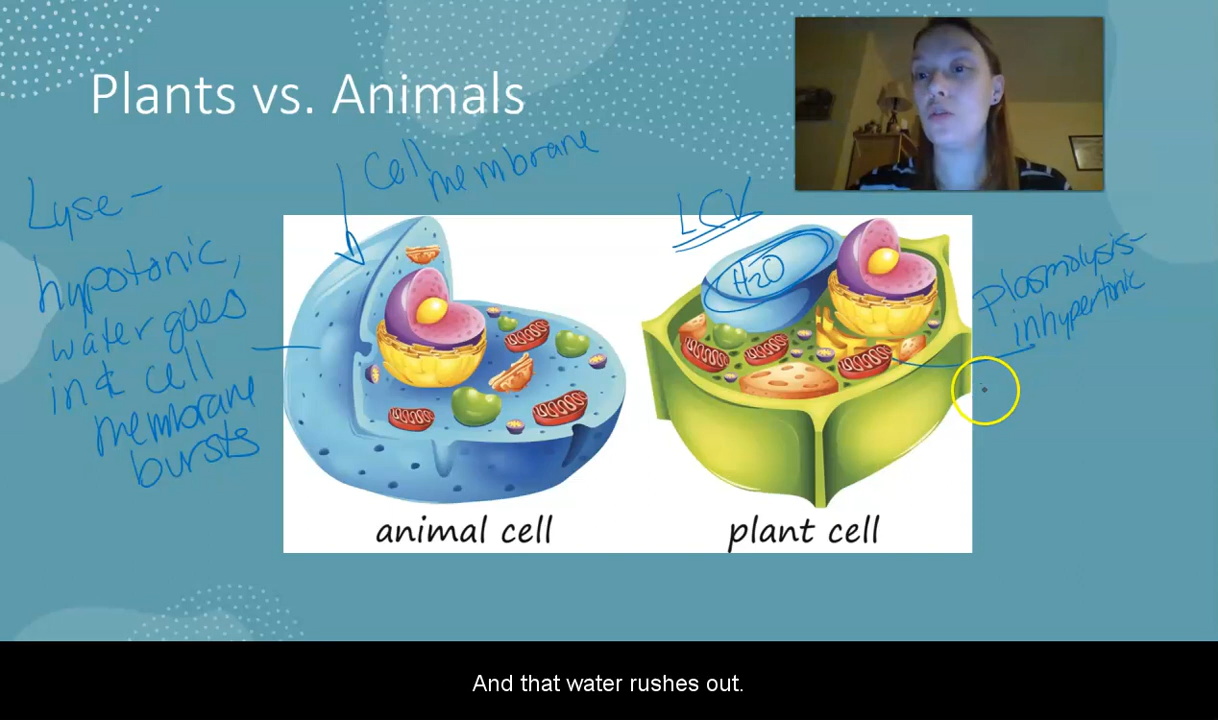 Plants vs. Animals
Cell
membrane
Lyse –
hypotonic,
water goes
in & cell
membrane
bursts
LCV
H2O
Plasmolysis-
in hypertonic
animal cell
plant cell
And that water rushes out.